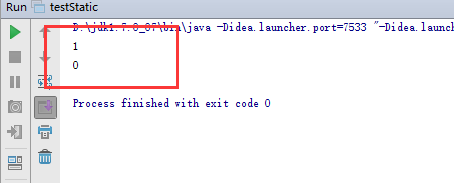 Run testStatic
D:\jdk1.7.0_07\bin\java -Didea.launcher.port=7533 "-Didea.launch
1
0
Process finished with exit code 0